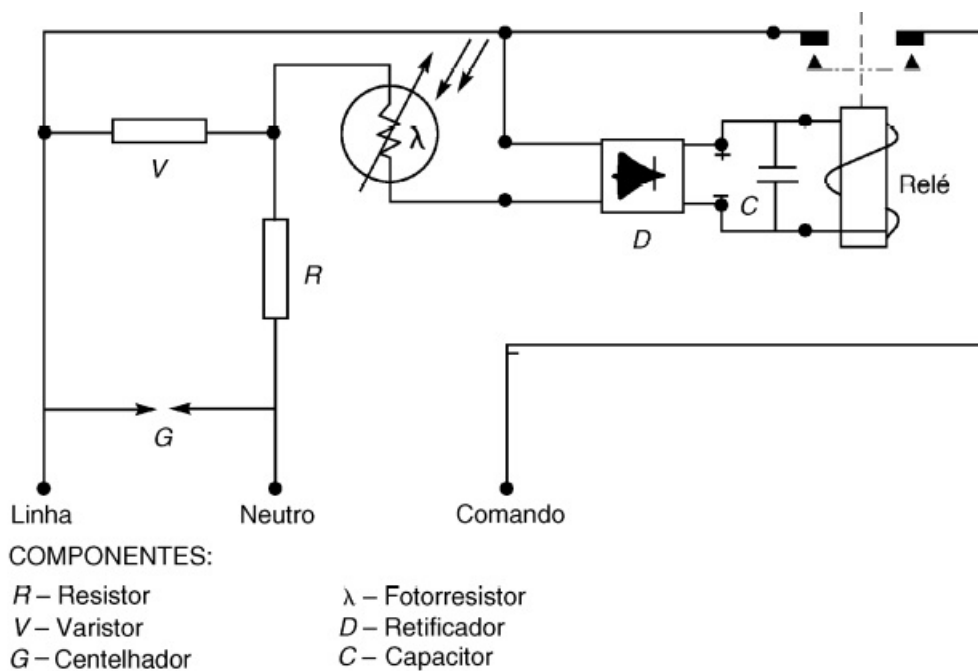 λ
V
C
Relé
D
R
G
Linha
Neutro
Comando
COMPONENTES:
R – Resistor
λ – Fotorresistor
V – Varistor
D – Retificador
G – Centelhador
C – Capacitor